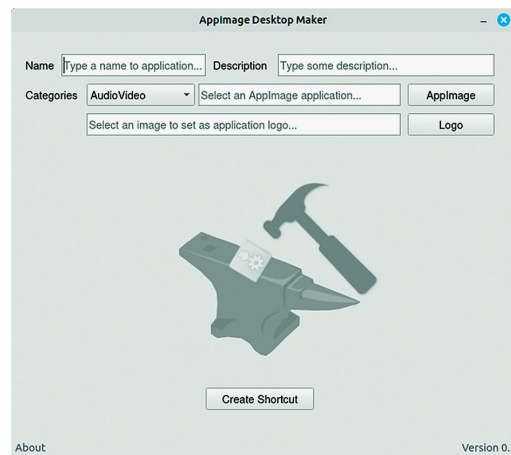 AppImage Desktop Maker
Name Type a name to application... Description Type some description...
Categories AudioVideo Select an AppImage application... AppImage
Select an image to set as application logo... Logo
Create Shortcut
About Version 0.